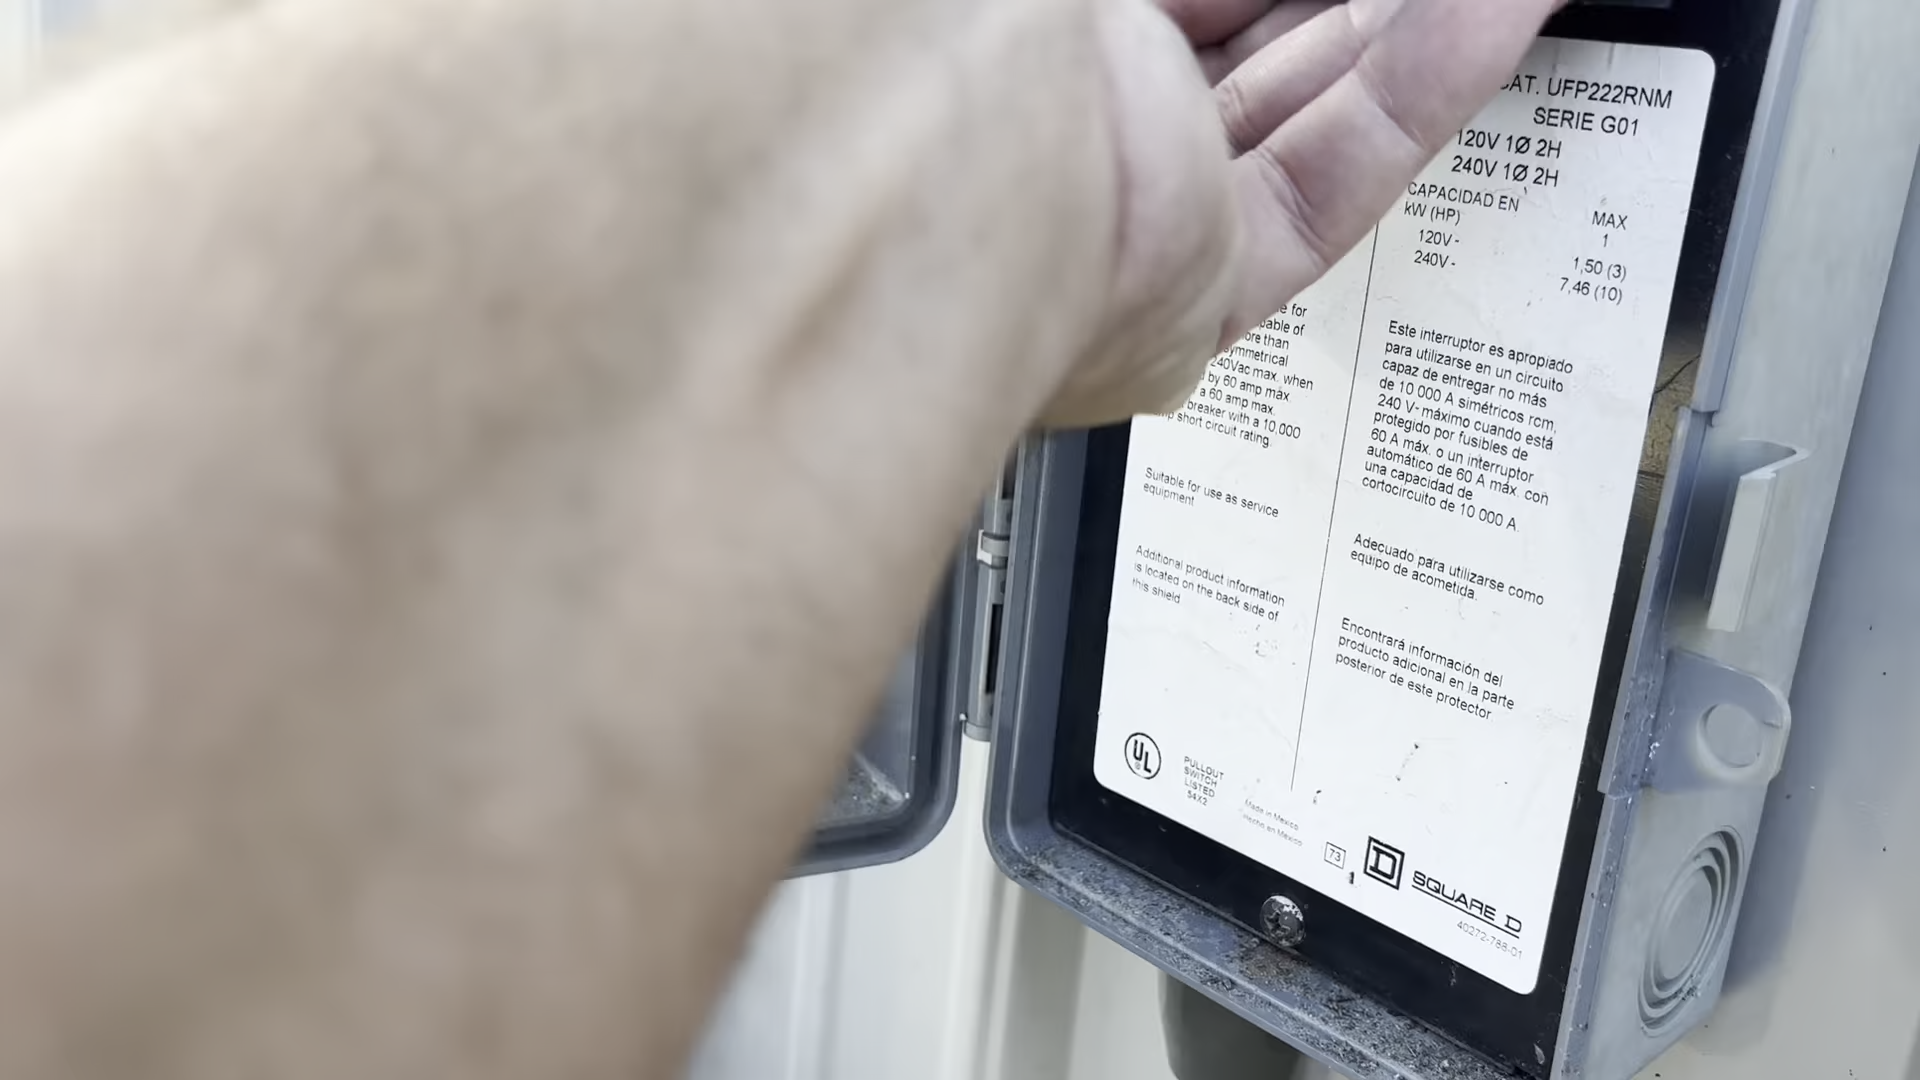 CAT. UFP222RNM
SERIE G01
120V 1Ø 2H
240V 1Ø 2H
CAPACIDAD EN
kW (HP)
MAX
1
120V~
1,50 (3)
240V~
7,46 (10)
for
than
symmetrical
240Vac max. when
by 60 amp max.
a 60 amp max.
breaker with a 10,000
short circuit rating.
Suitable for use as service
equipment
Additional product information
is located on the back side of
this shield
Este interruptor es apropiado
para utilizarse en un circuito
capaz de entregar no más
de 10 000 A simétricos rcm,
240 V~ máximo cuando está
protegido por fusibles de
60 A máx. o un interruptor
automático de 60 A máx. con
una capacidad de
cortocircuito de 10 000 A.
Adecuado para utilizarse como
equipo de acometida.
Encontrará información del
producto adicional en la parte
posterior de este protector
UL
PULLOUT
SWITCH
LISTED
54X2
Made in Mexico
Hecho en Mexico
73
D SQUARE D
40272-788-01